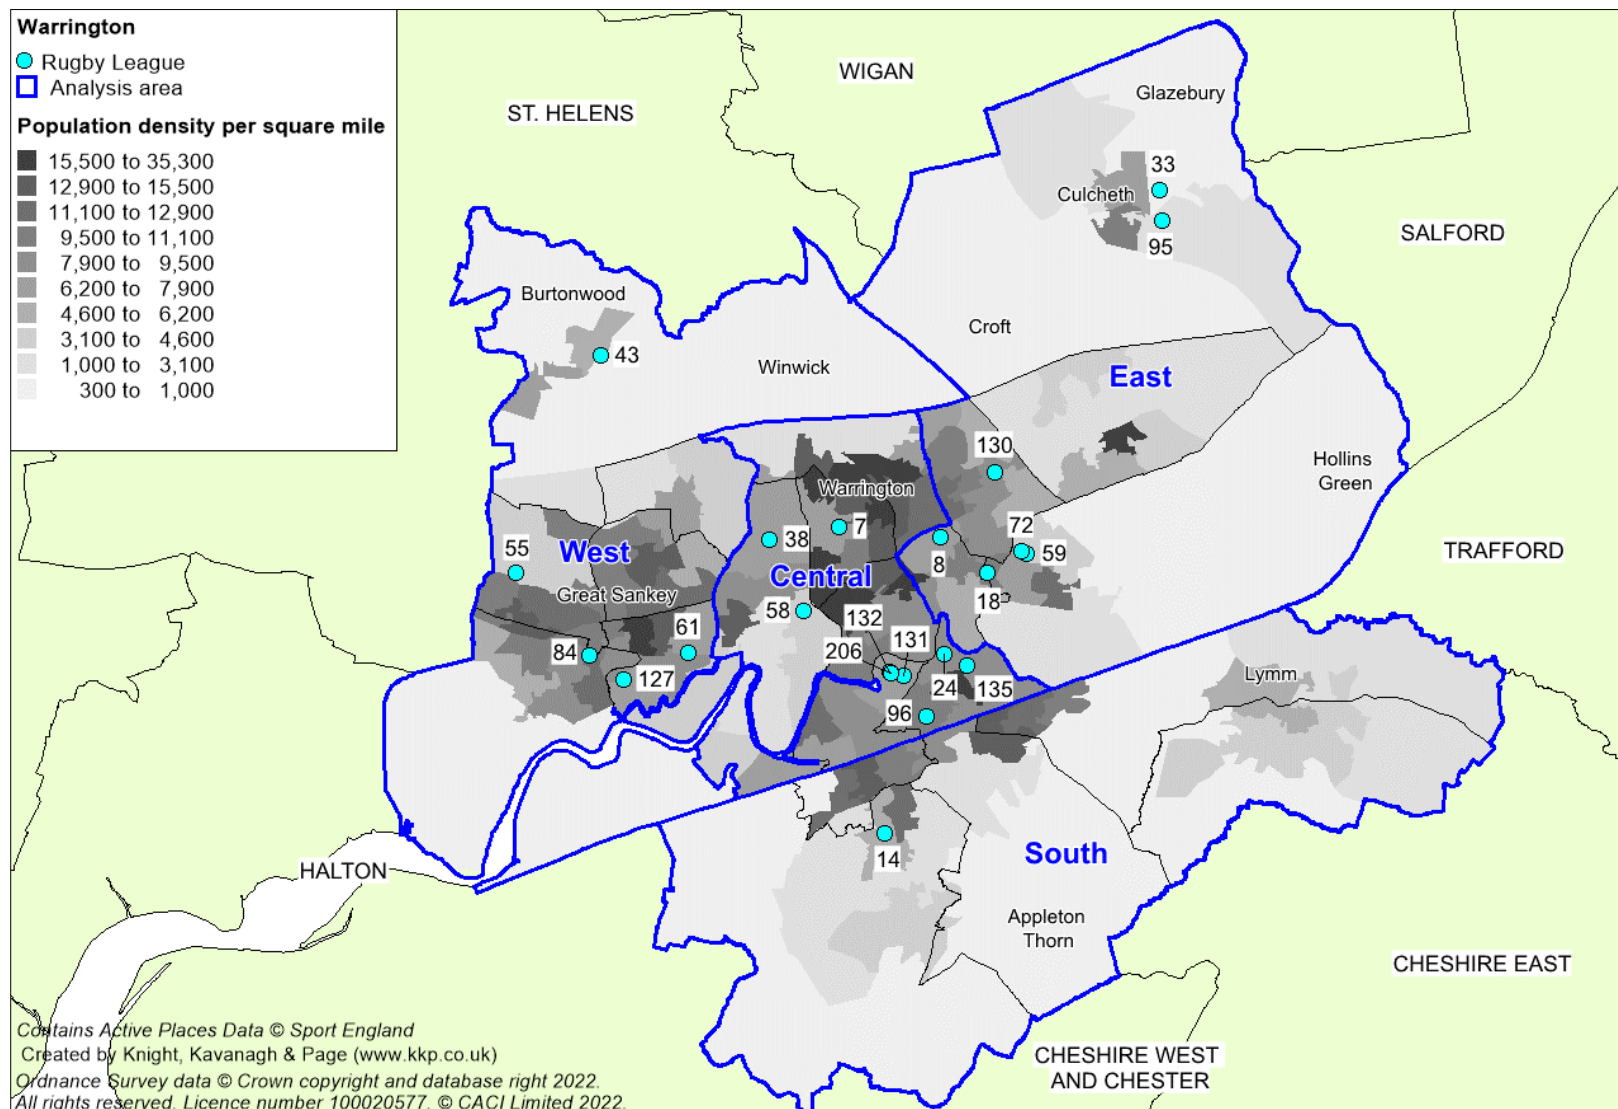 Warrington
Rugby League
Analysis area
Population density per square mile
15,500 to 35,300
12,900 to 15,500
11,100 to 12,900
9,500 to 11,100
7,900 to 9,500
6,200 to 7,900
4,600 to 6,200
3,100 to 4,600
1,000 to 3,100
300 to 1,000
WIGAN
ST. HELENS
Glazebury
33
Culcheth
95
SALFORD
Burtonwood
43
Croft
Winwick
East
130
Hollins
Green
Warrington
7
38
72
59
8
TRAFFORD
55
West
Central
Great Sankey
18
58
132
61
131
206
84
127
24
135
96
Lymm
14
South
HALTON
Appleton
Thorn
CHESHIRE EAST
CHESHIRE WEST
AND CHESTER
Contains Active Places Data © Sport England
Created by Knight, Kavanagh & Page (www.kkp.co.uk)
Ordnance Survey data © Crown copyright and database right 2022.
All rights reserved. Licence number 100020577. © CACI Limited 2022.